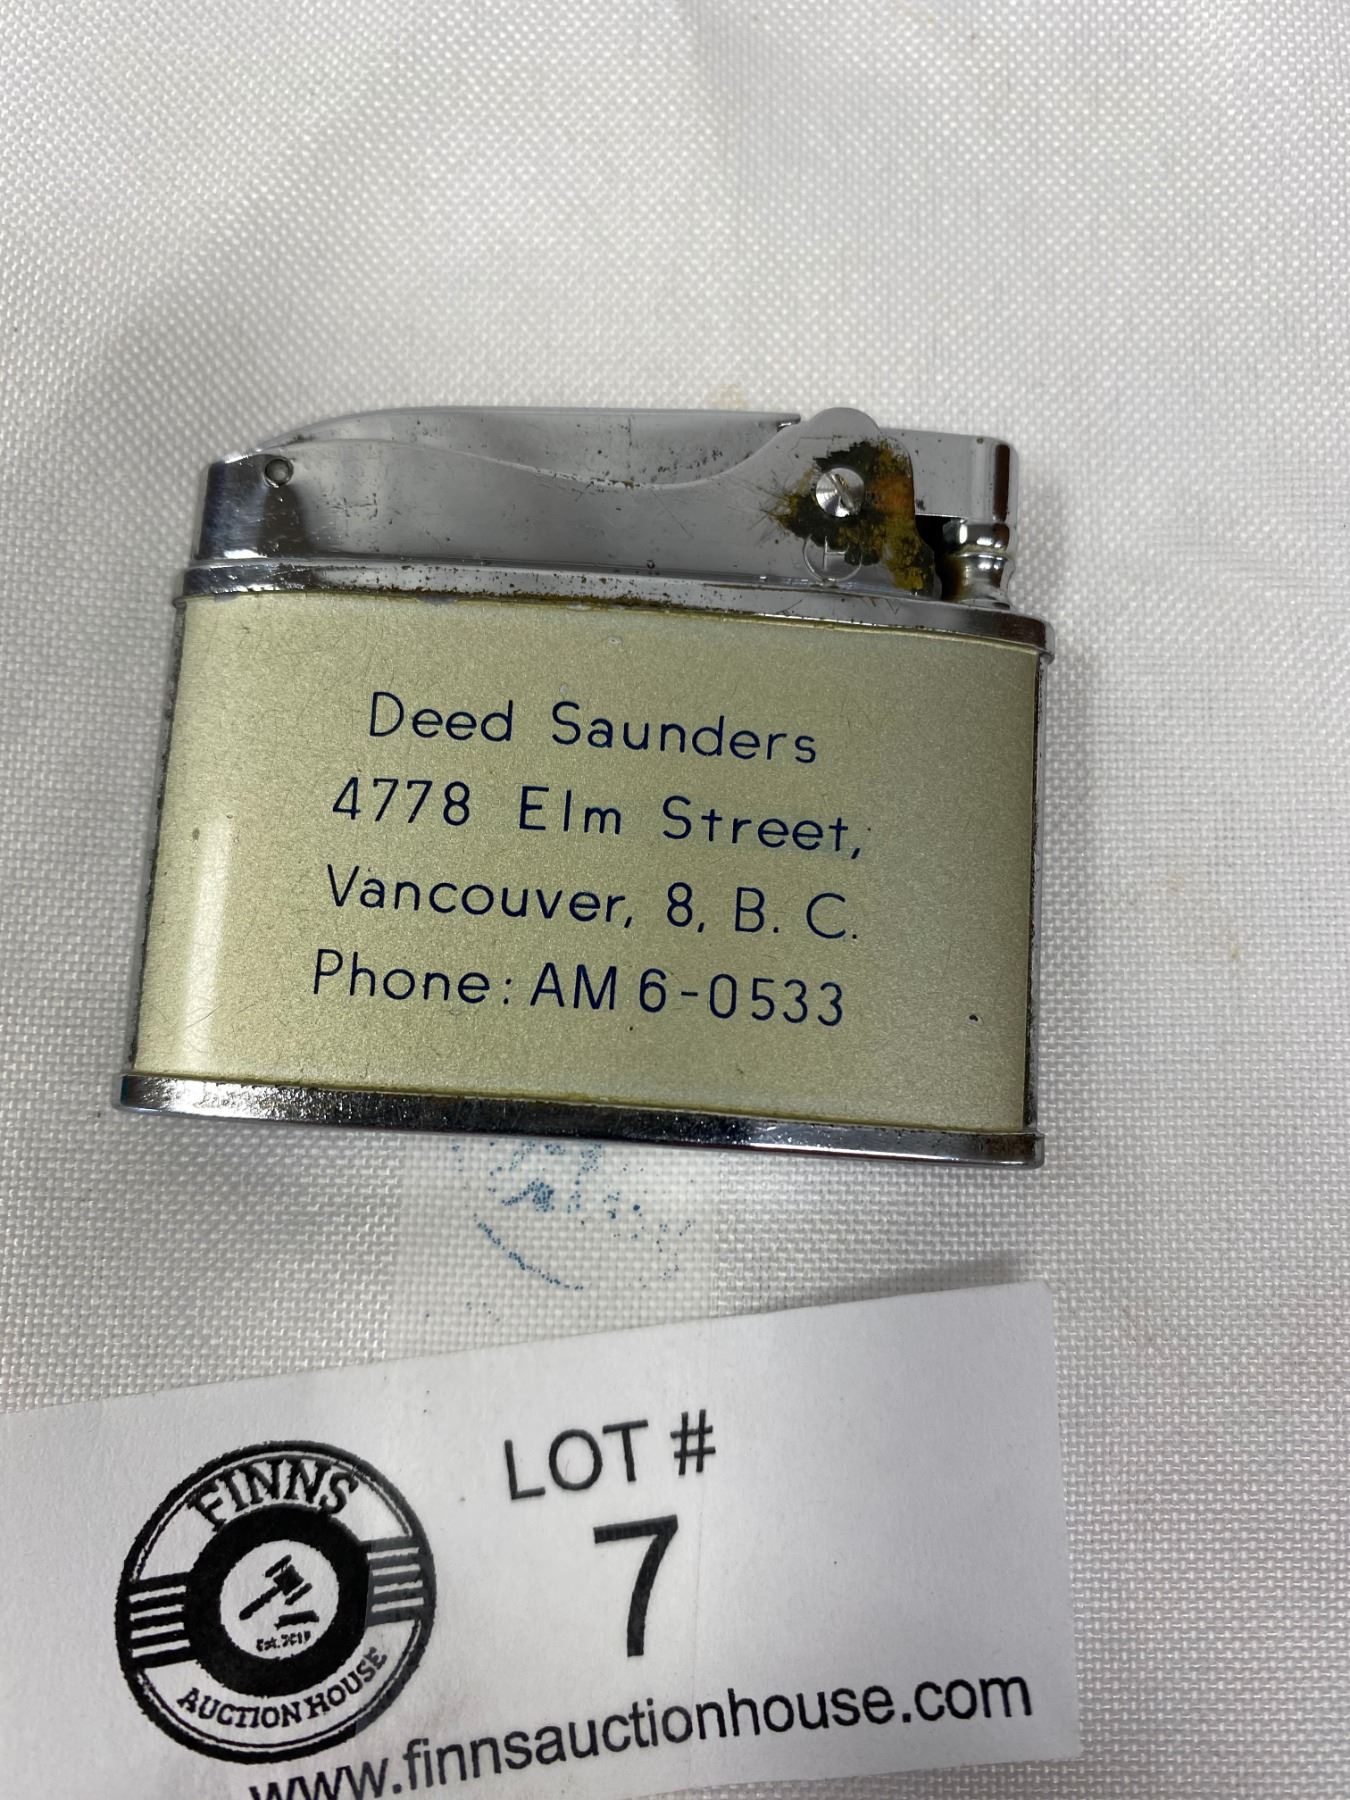 Deed Saunders
4778 Elm Street,
Vancouver, 8, B. C.
Phone: AM 6-0533
LOT #
7
FINNS
AUCTION HOUSE
www.finnsauctionhouse.com